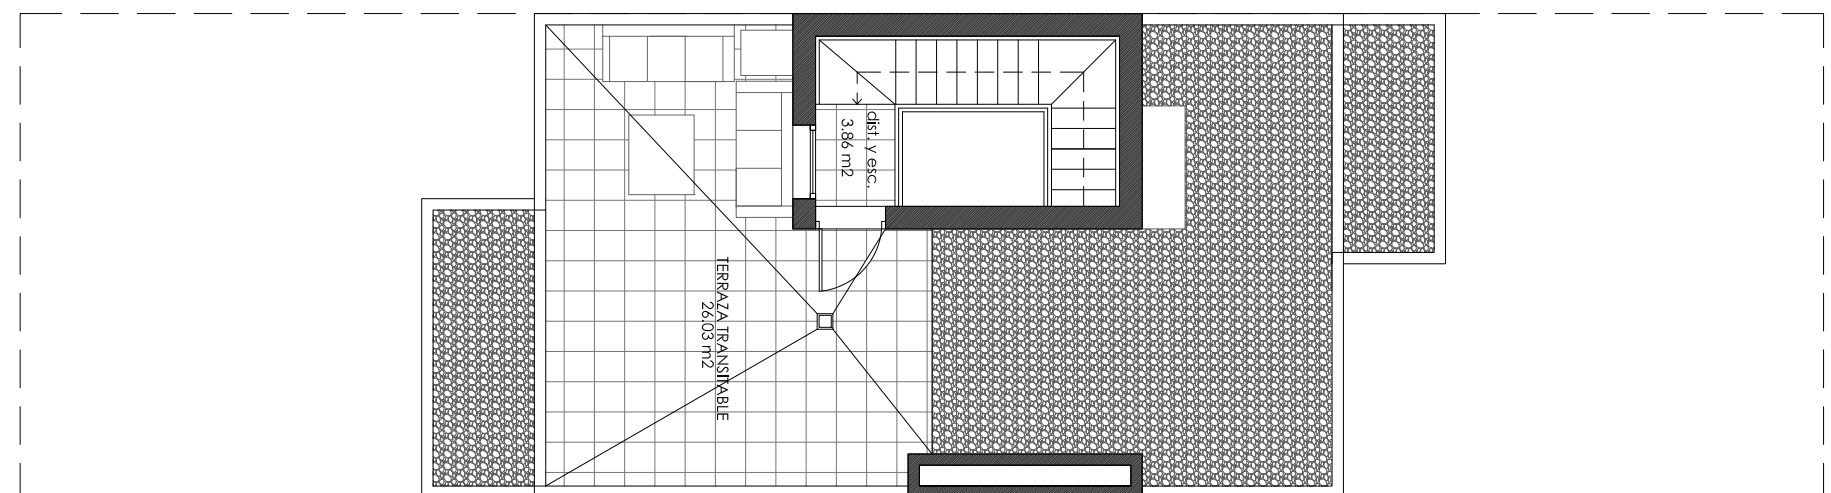 dist. y esc.
3.86 m2
TERRAZA TRANSITABLE
26.03 m2